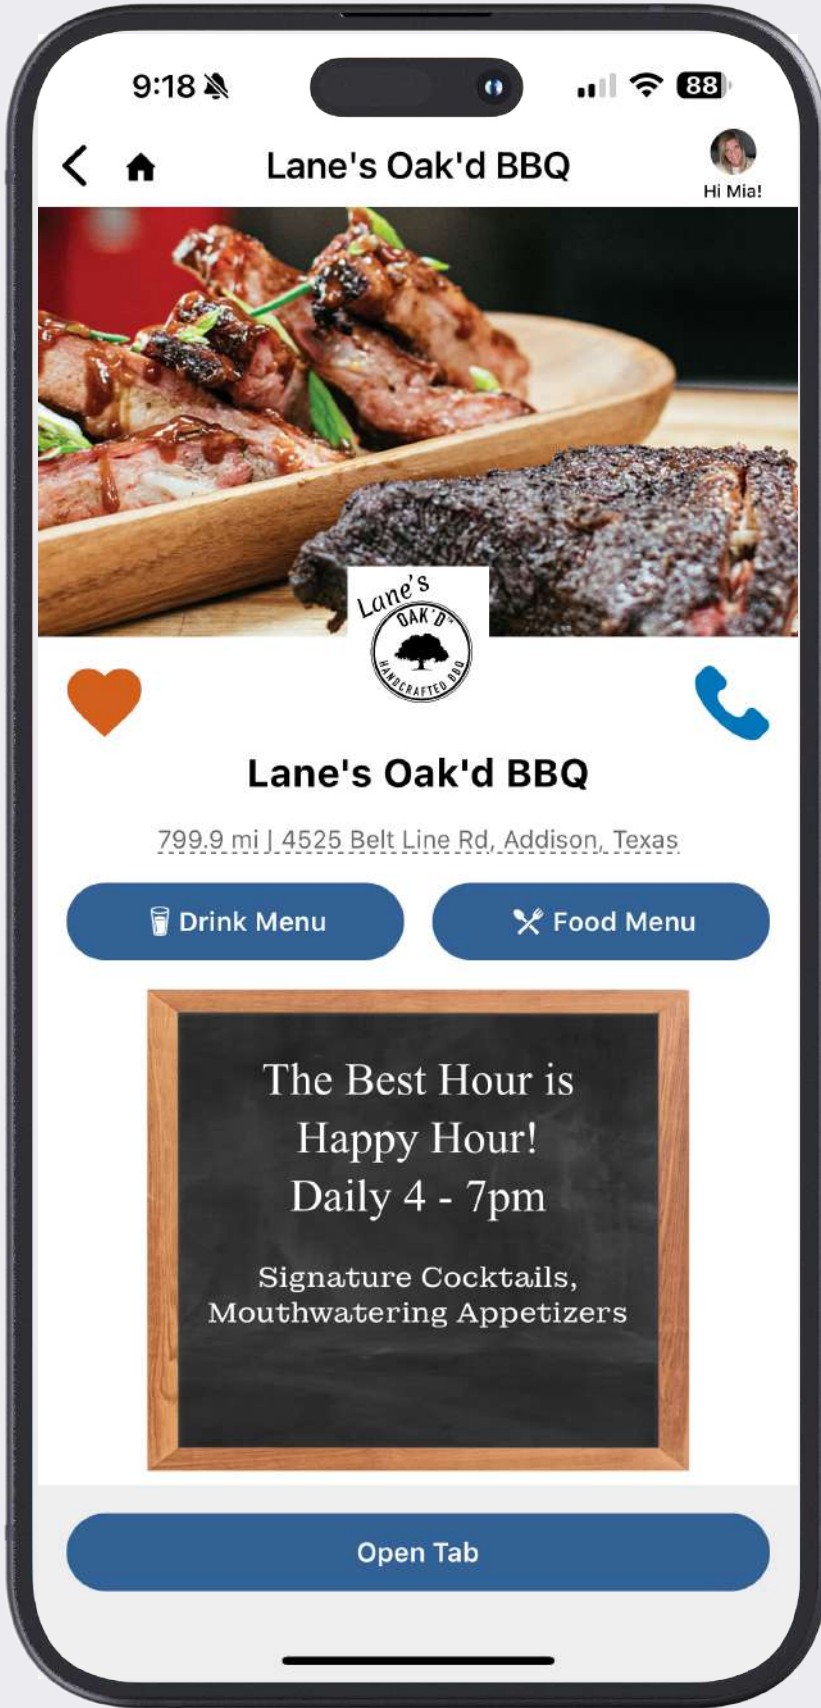 9:18
88
Lane's Oak'd BBQ
Hi Mia!
Lane's
OAK'D™
HANDCRAFTED BBQ
Lane's Oak'd BBQ
799.9 mi | 4525 Belt Line Rd, Addison, Texas
Drink Menu
Food Menu
The Best Hour is
Happy Hour!
Daily 4 - 7pm
Signature Cocktails,
Mouthwatering Appetizers
Open Tab